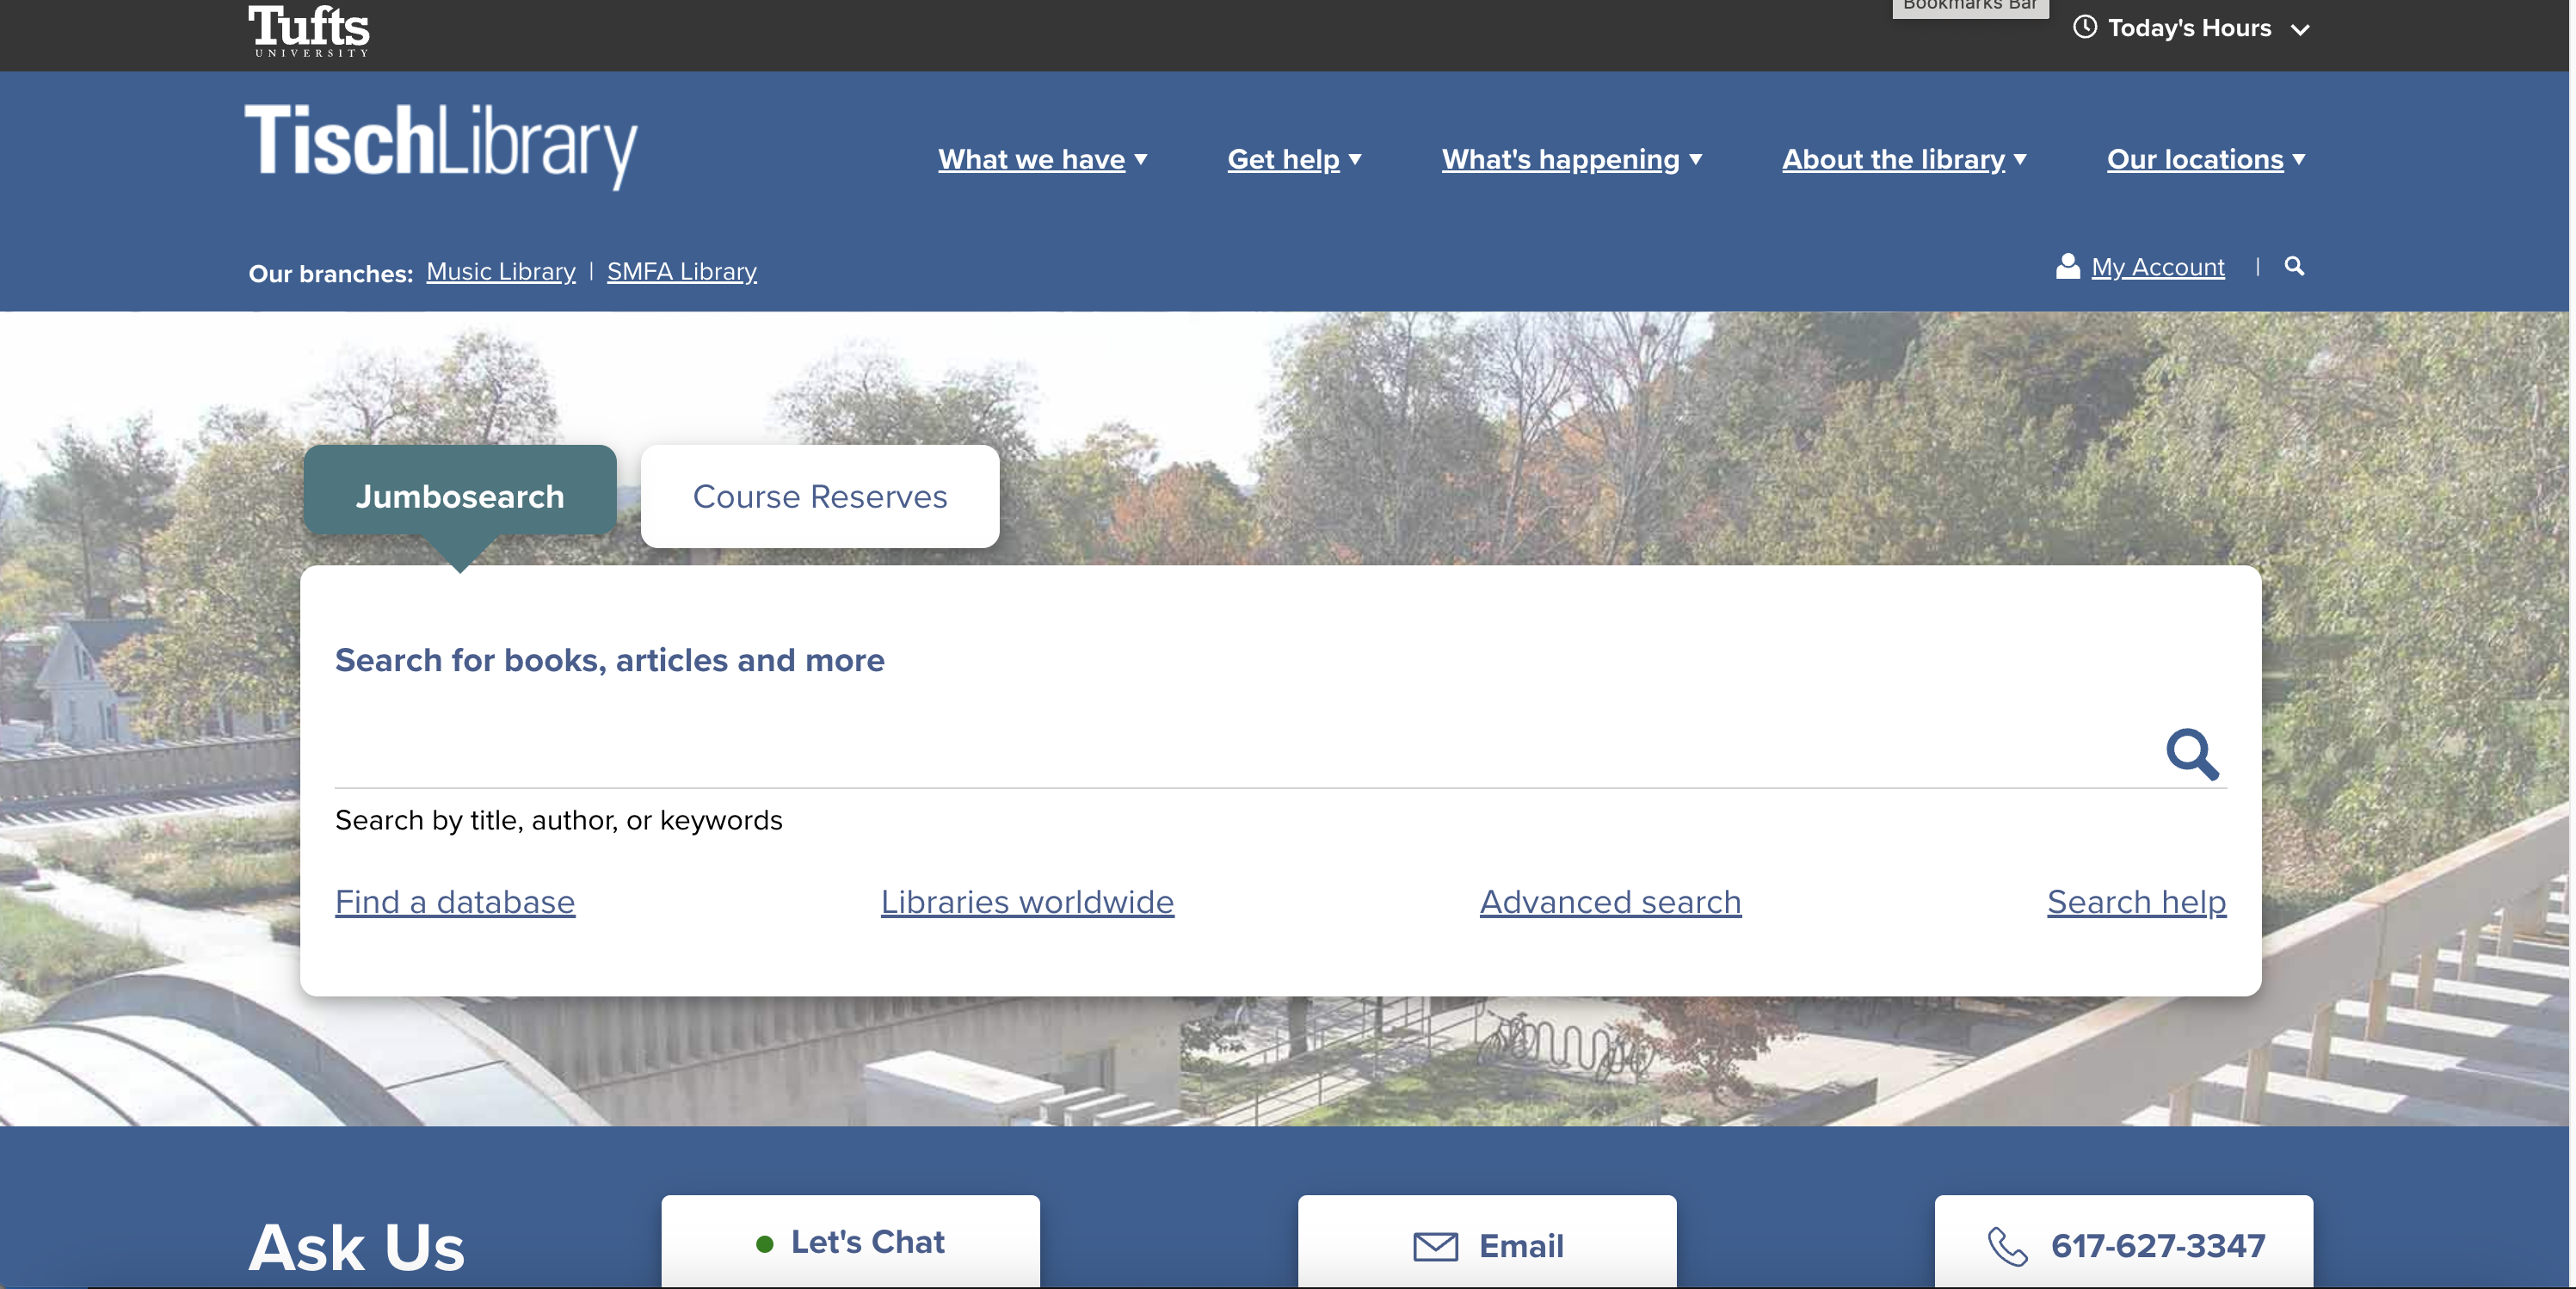 Bookmarks Bar
Tufts
UNIVERSITY
Today's Hours
TischLibrary
What we have
Get help
What's happening
About the library
Our locations
Our branches: Music Library | SMFA Library
My Account |
Jumbosearch
Course Reserves
Search for books, articles and more
Search by title, author, or keywords
Find a database
Libraries worldwide
Advanced search
Search help
Ask Us
Let's Chat
Email
617-627-3347